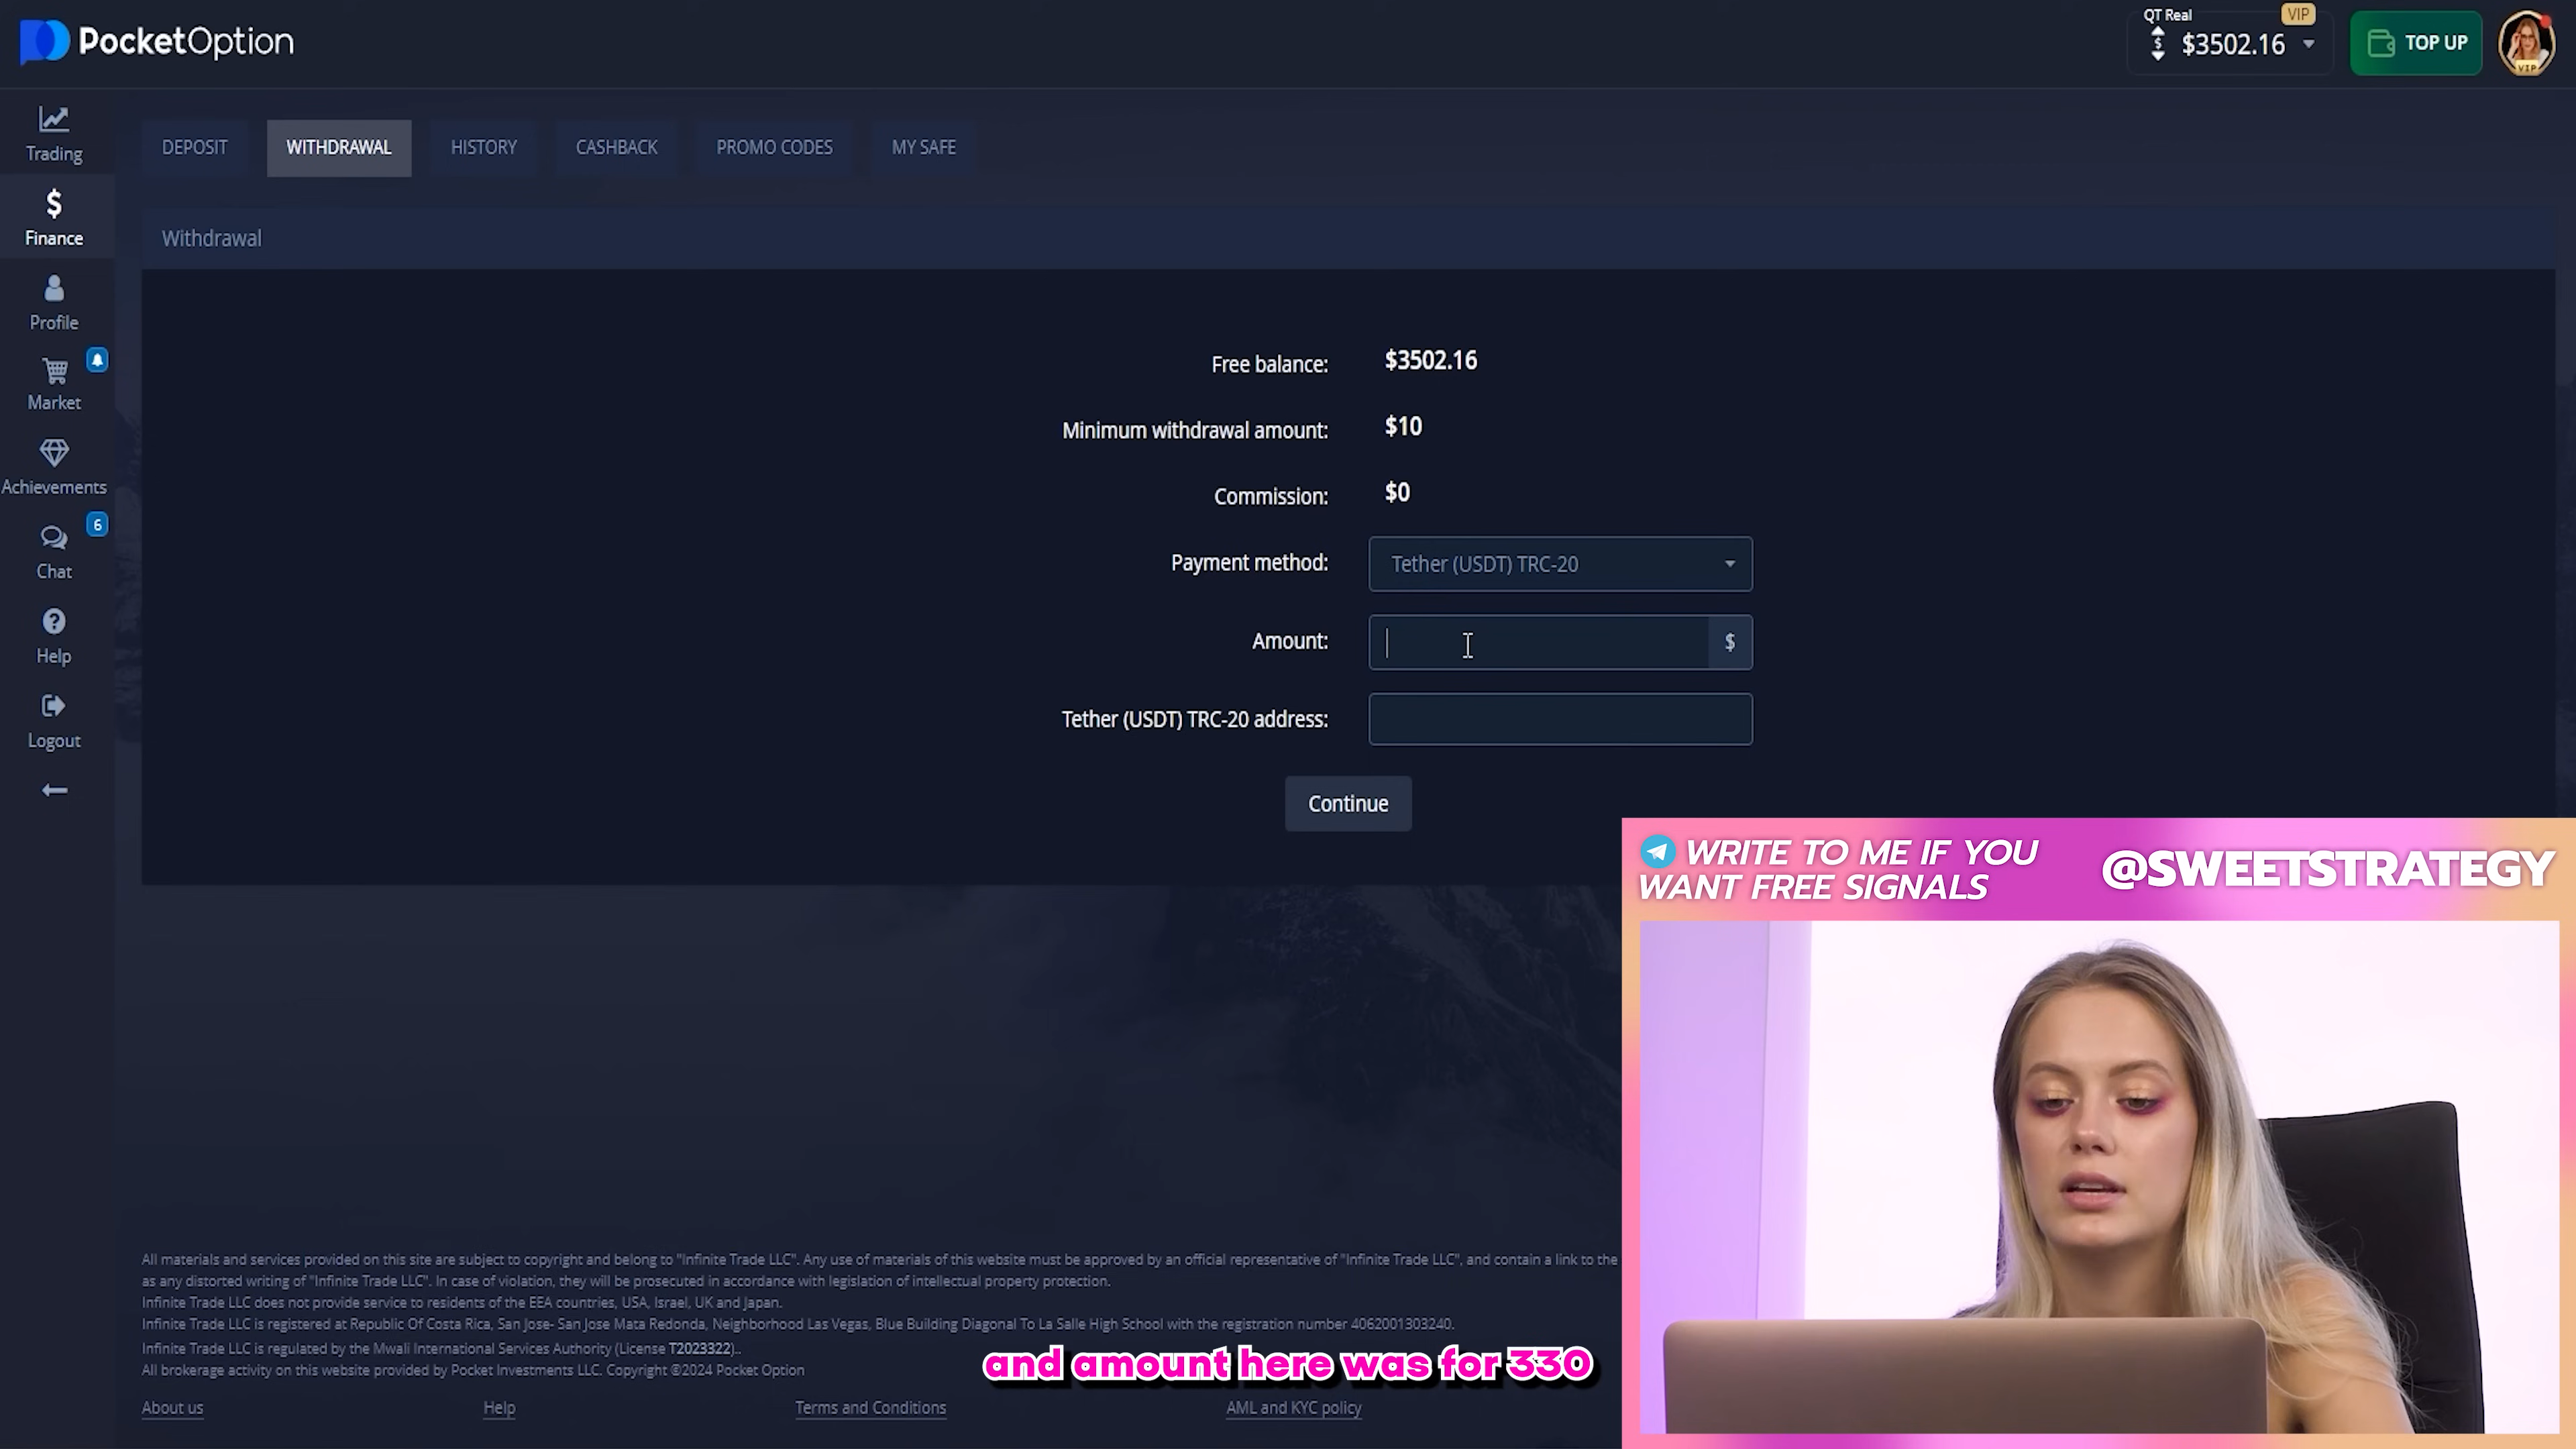 PocketOption
QT Real
VIP
$3502.16
TOP UP
VIP
Trading
Finance
Profile
Market
Achievements
6
Chat
Help
Logout
DEPOSIT
WITHDRAWAL
HISTORY
CASHBACK
PROMO CODES
MY SAFE
Withdrawal
Free balance: $3502.16
Minimum withdrawal amount: $10
Commission: $0
Payment method: Tether (USDT) TRC-20
Amount: $
Tether (USDT) TRC-20 address:
Continue
WRITE TO ME IF YOU
WANT FREE SIGNALS
@SWEETSTRATEGY
All materials and services provided on this site are subject to copyright and belong to "Infinite Trade LLC". Any use of materials of this website must be approved by an official representative of "Infinite Trade LLC", and contain a link to the
as any distorted writing of "Infinite Trade LLC". In case of violation, they will be prosecuted in accordance with legislation of intellectual property protection.
Infinite Trade LLC does not provide service to residents of the EEA countries, USA, Israel, UK and Japan.
Infinite Trade LLC is registered at Republic Of Costa Rica, San Jose- San Jose Mata Redonda, Neighborhood Las Vegas, Blue Building Diagonal To La Salle High School with the registration number 4062001303240.
Infinite Trade LLC is regulated by the Mwali International Services Authority (License T2023322)..
All brokerage activity on this website provided by Pocket Investments LLC. Copyright ©2024 Pocket Option
and amount here was for 330
About us
Help
Terms and Conditions
AML and KYC policy